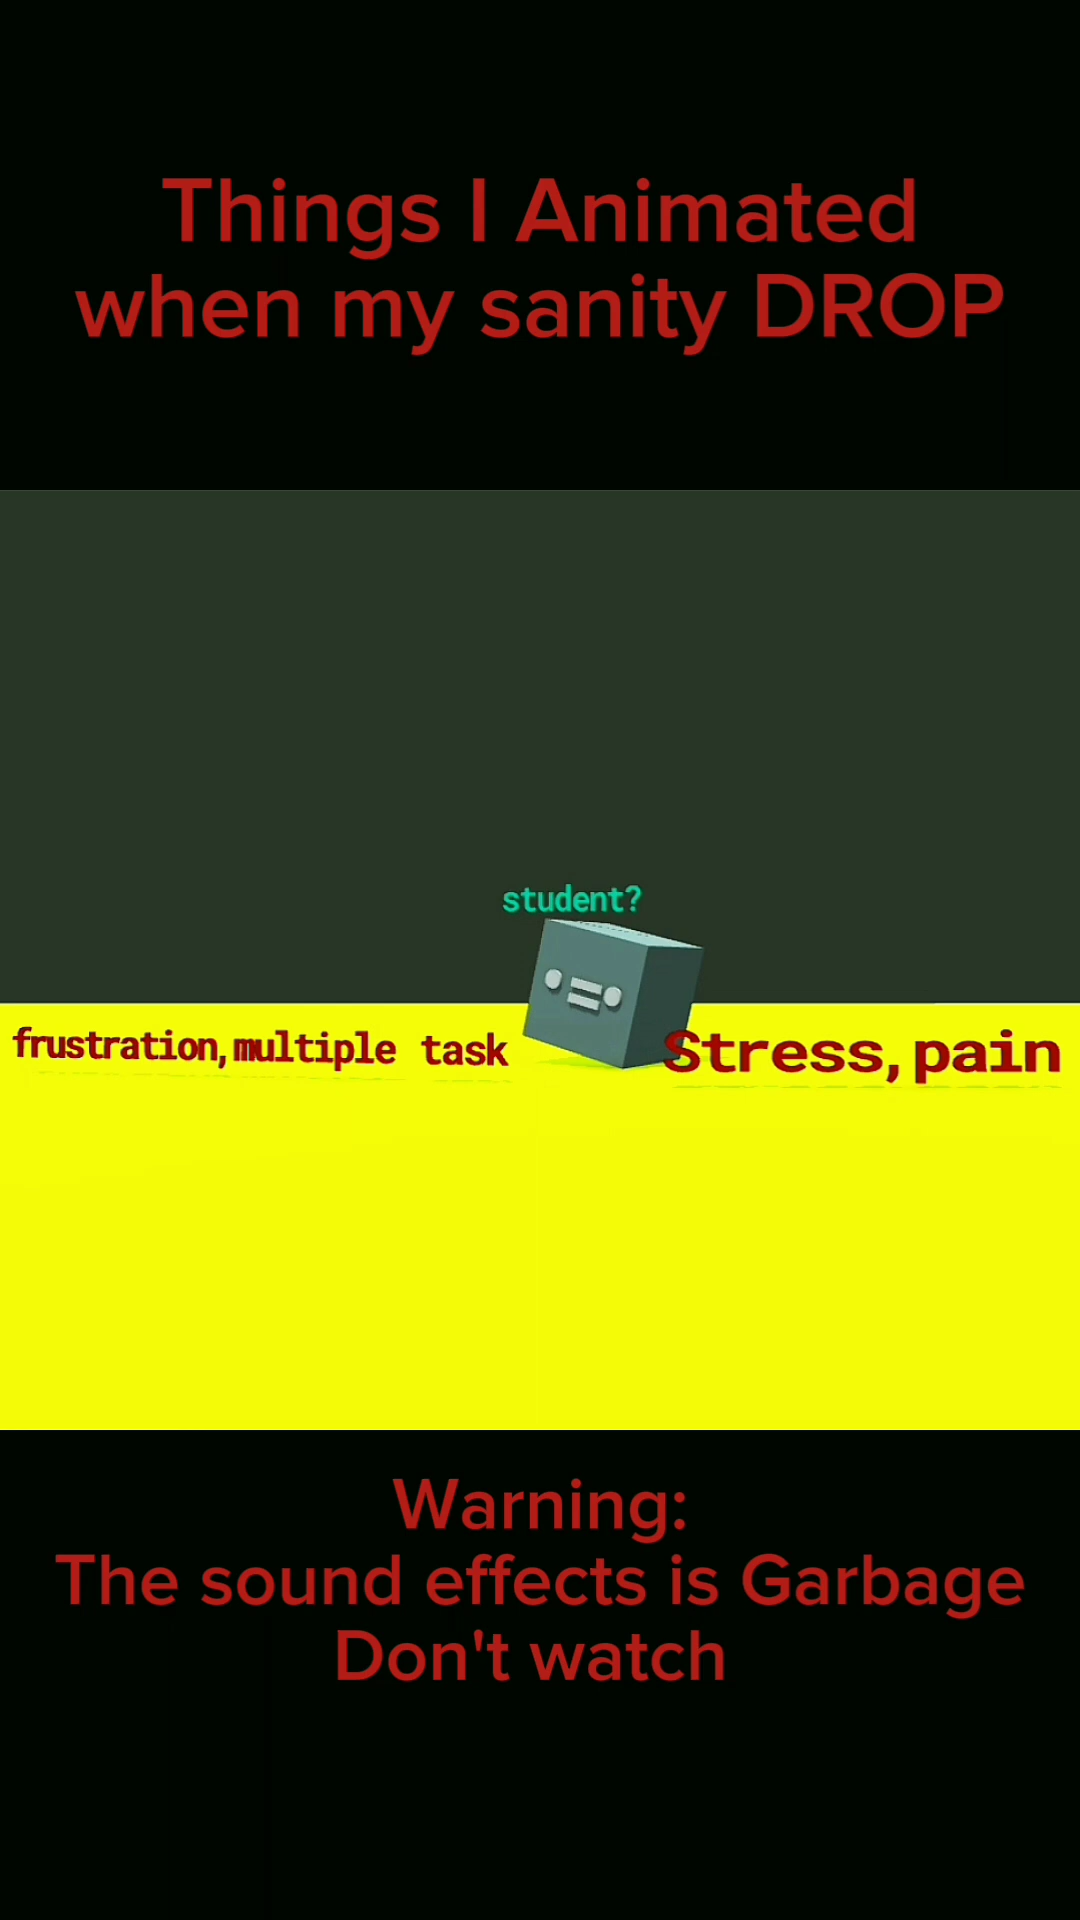 Things I Animated
when my sanity DROP
student?
frustration,multiple task
Stress,pain
Warning:
The sound effects is Garbage
Don't watch